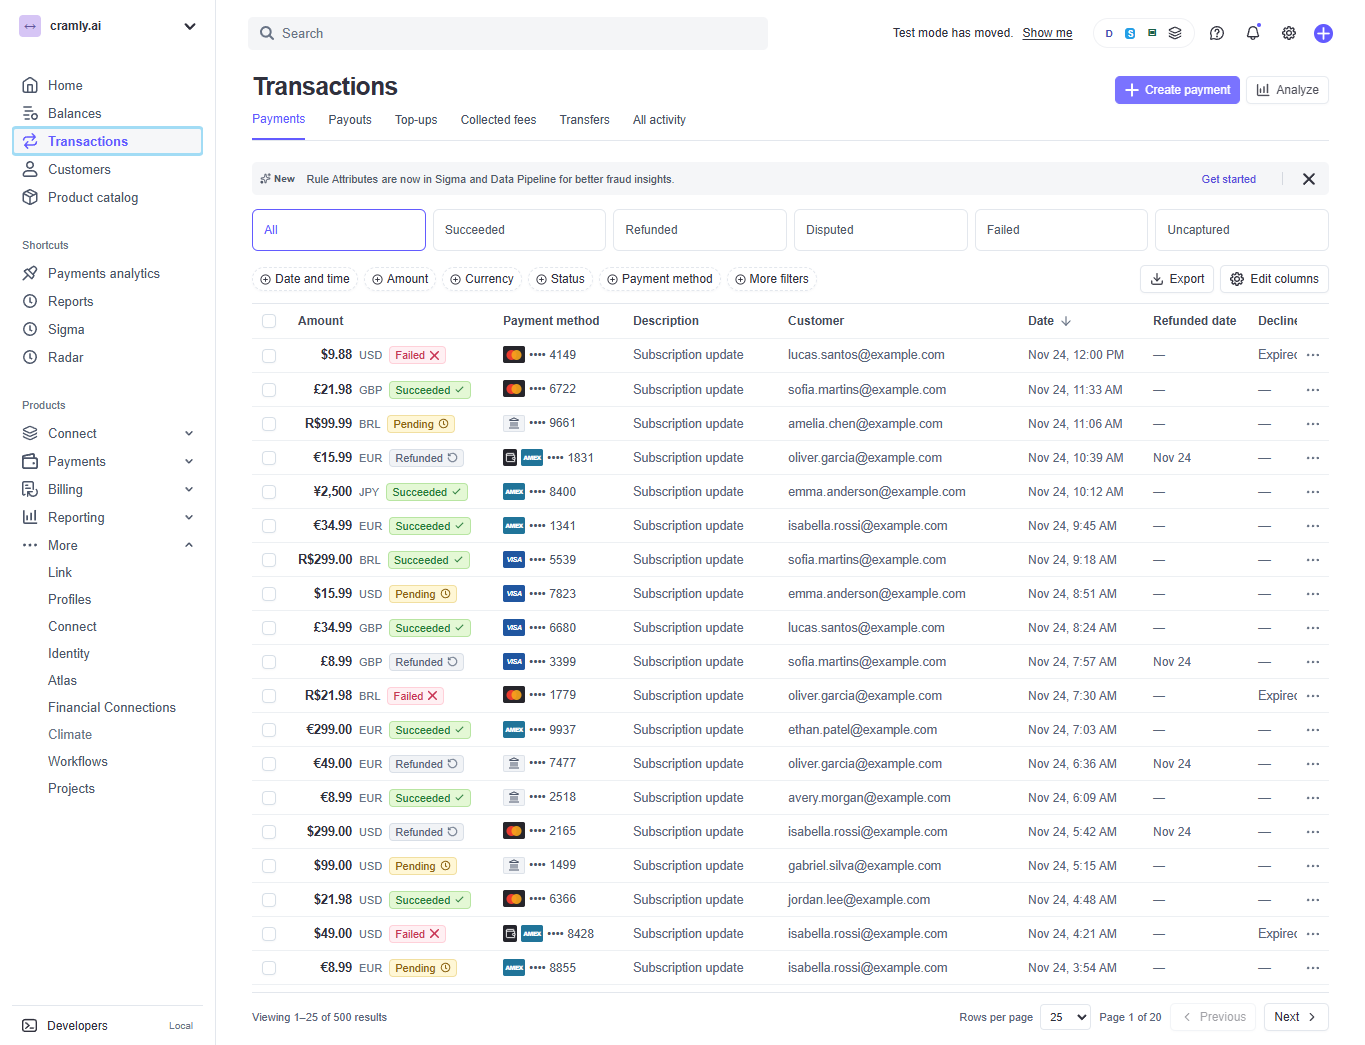 cramly.ai
Search
Test mode has moved. Show me
D S
Home
Balances
Transactions
Customers
Product catalog
Shortcuts
Payments analytics
Reports
Sigma
Radar
Products
Connect
Payments
Billing
Reporting
More
Link
Profiles
Connect
Identity
Atlas
Financial Connections
Climate
Workflows
Projects
Developers Local
Transactions
Create payment Analyze
Payments Payouts Top-ups Collected fees Transfers All activity
New Rule Attributes are now in Sigma and Data Pipeline for better fraud insights. Get started
All Succeeded Refunded Disputed Failed Uncaptured
Date and time Amount Currency Status Payment method More filters Export Edit columns
Amount Payment method Description Customer Date Refunded date Decline
$9.88 USD Failed •••• 4149 Subscription update lucas.santos@example.com Nov 24, 12:00 PM — Expired
£21.98 GBP Succeeded •••• 6722 Subscription update sofia.martins@example.com Nov 24, 11:33 AM — —
R$99.99 BRL Pending •••• 9661 Subscription update amelia.chen@example.com Nov 24, 11:06 AM — —
€15.99 EUR Refunded AMEX •••• 1831 Subscription update oliver.garcia@example.com Nov 24, 10:39 AM Nov 24 —
¥2,500 JPY Succeeded AMEX •••• 8400 Subscription update emma.anderson@example.com Nov 24, 10:12 AM — —
€34.99 EUR Succeeded AMEX •••• 1341 Subscription update isabella.rossi@example.com Nov 24, 9:45 AM — —
R$299.00 BRL Succeeded VISA •••• 5539 Subscription update sofia.martins@example.com Nov 24, 9:18 AM — —
$15.99 USD Pending VISA •••• 7823 Subscription update emma.anderson@example.com Nov 24, 8:51 AM — —
£34.99 GBP Succeeded VISA •••• 6680 Subscription update lucas.santos@example.com Nov 24, 8:24 AM — —
£8.99 GBP Refunded VISA •••• 3399 Subscription update sofia.martins@example.com Nov 24, 7:57 AM Nov 24 —
R$21.98 BRL Failed •••• 1779 Subscription update oliver.garcia@example.com Nov 24, 7:30 AM — Expired
€299.00 EUR Succeeded AMEX •••• 9937 Subscription update ethan.patel@example.com Nov 24, 7:03 AM — —
€49.00 EUR Refunded •••• 7477 Subscription update oliver.garcia@example.com Nov 24, 6:36 AM Nov 24 —
€8.99 EUR Succeeded •••• 2518 Subscription update avery.morgan@example.com Nov 24, 6:09 AM — —
$299.00 USD Refunded •••• 2165 Subscription update isabella.rossi@example.com Nov 24, 5:42 AM Nov 24 —
$99.00 USD Pending •••• 1499 Subscription update gabriel.silva@example.com Nov 24, 5:15 AM — —
$21.98 USD Succeeded •••• 6366 Subscription update jordan.lee@example.com Nov 24, 4:48 AM — —
$49.00 USD Failed AMEX •••• 8428 Subscription update isabella.rossi@example.com Nov 24, 4:21 AM — Expired
€8.99 EUR Pending AMEX •••• 8855 Subscription update isabella.rossi@example.com Nov 24, 3:54 AM — —
Viewing 1–25 of 500 results Rows per page 25 Page 1 of 20 Previous Next